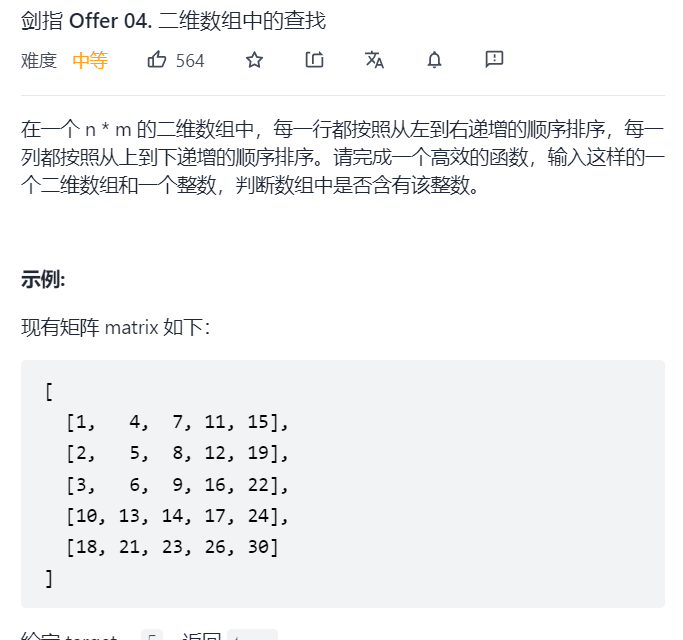 剑指 Offer 04. 二维数组中的查找
难度 中等 564
在一个 n * m 的二维数组中，每一行都按照从左到右递增的顺序排序，每一
列都按照从上到下递增的顺序排序。请完成一个高效的函数，输入这样的一
个二维数组和一个整数，判断数组中是否含有该整数。
示例:
现有矩阵 matrix 如下：
[
[1,   4,  7, 11, 15],
[2,   5,  8, 12, 19],
[3,   6,  9, 16, 22],
[10, 13, 14, 17, 24],
[18, 21, 23, 26, 30]
]